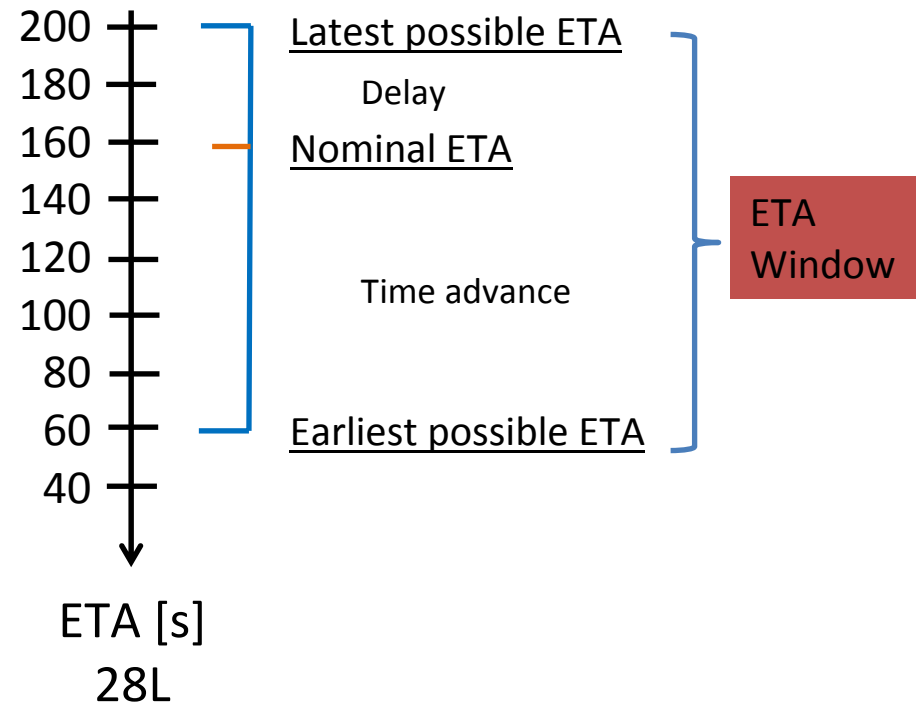 200
Latest possible ETA
180
Delay
160
Nominal ETA
140
ETA
Window
120
Time advance
100
80
60
Earliest possible ETA
40
ETA [s]
28L